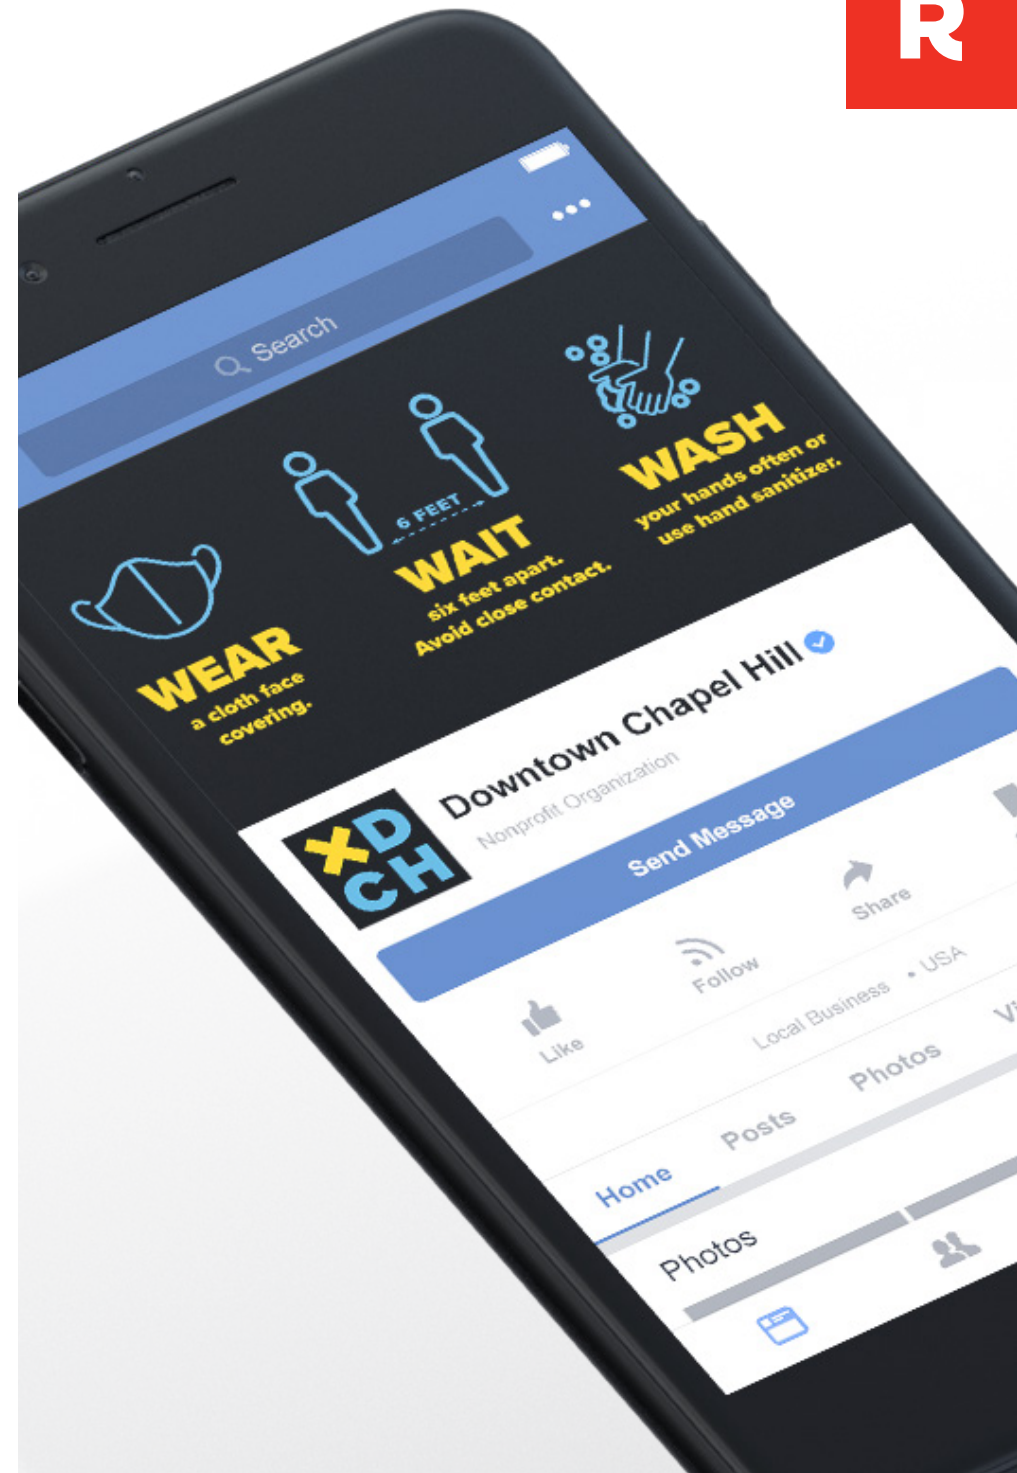 R
Search
6 FEET
WEAR
a cloth face
covering.
WAIT
six feet apart.
Avoid close contact.
WASH
your hands often or
use hand sanitizer.
XD
CH
Downtown Chapel Hill
Nonprofit Organization
Send Message
Like
Follow
Share
Local Business • USA
Home
Posts
Photos
Photos